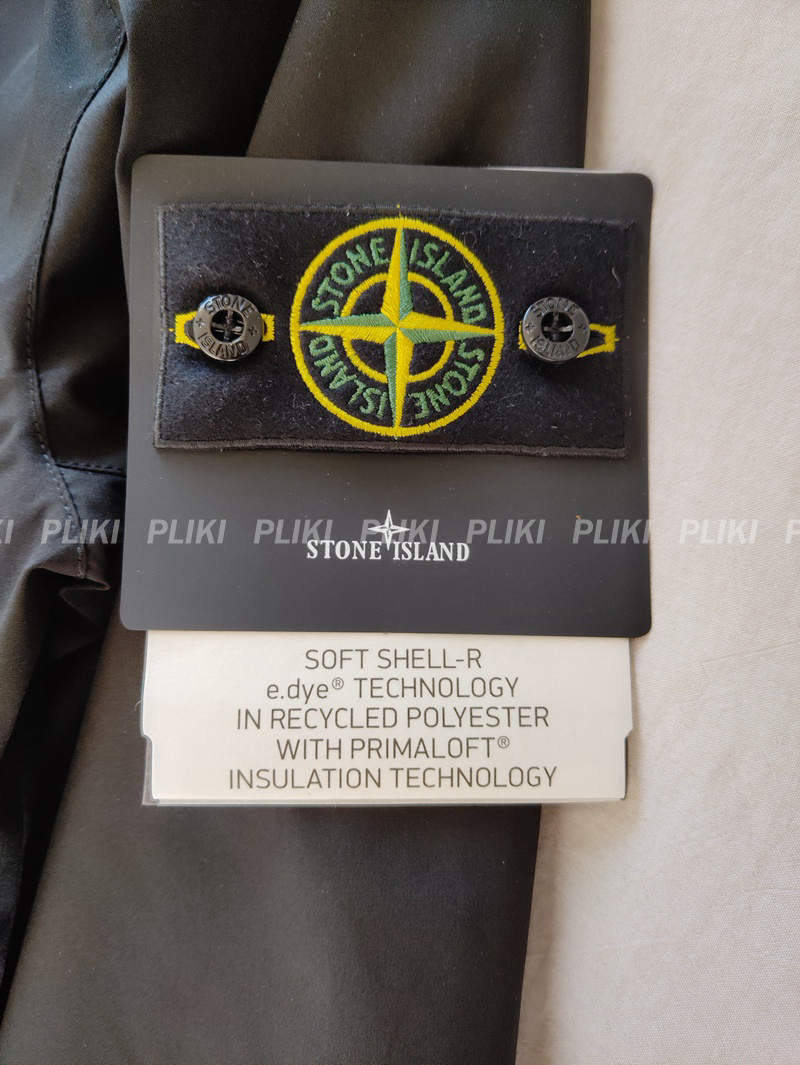 STONE ISLAND
STONE ISLAND
STONE
ISLAND
STONE
ISLAND
PLIKI PLIKI PLIKI PLIKI PLIKI PLIKI PLIKI
STONE ISLAND
SOFT SHELL-R
e.dye® TECHNOLOGY
IN RECYCLED POLYESTER
WITH PRIMALOFT®
INSULATION TECHNOLOGY